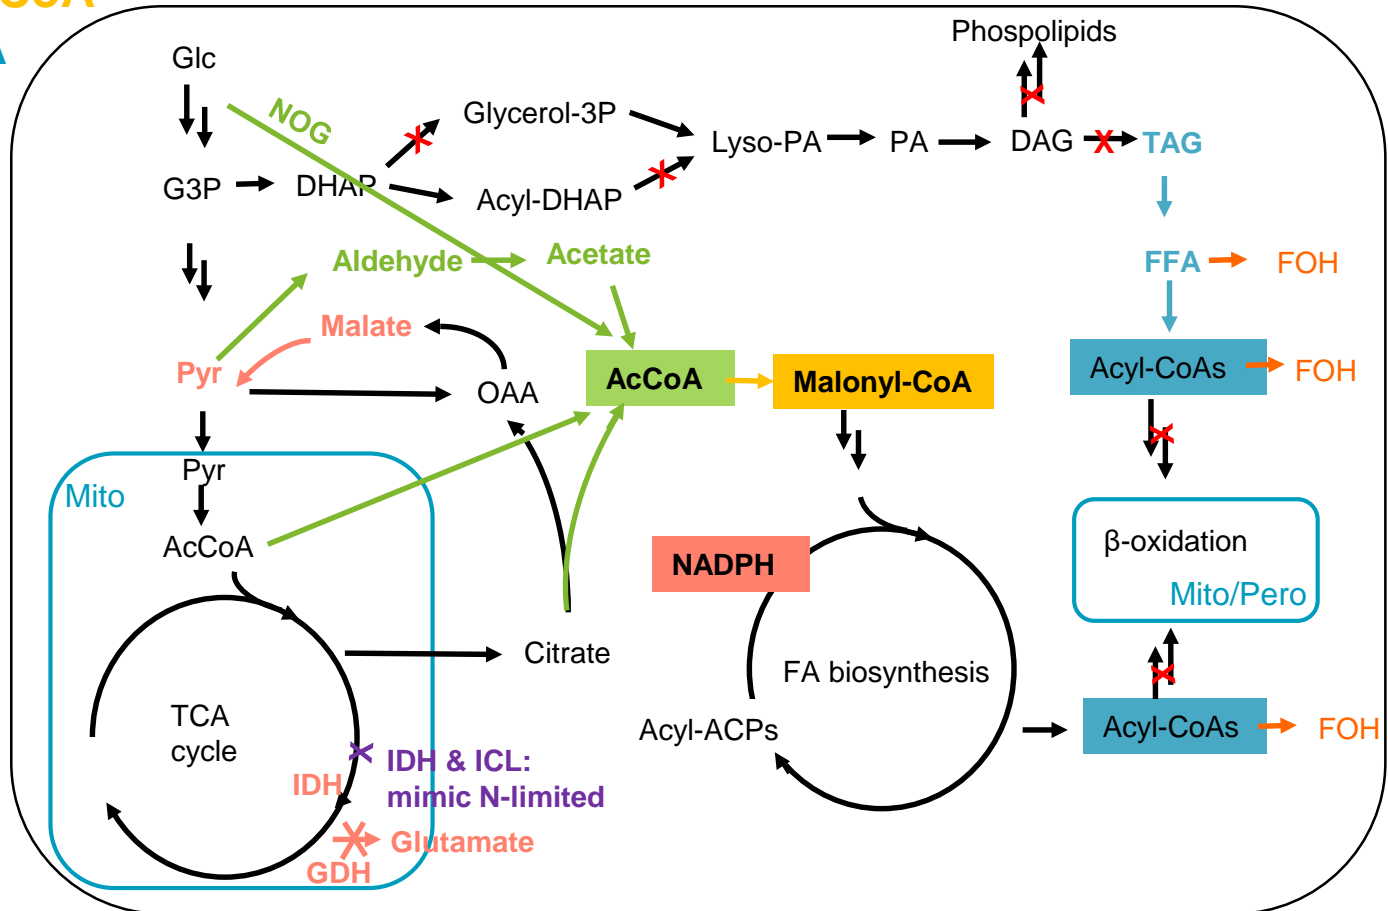 CoA
A
Phospolipids
Glc
NOG
Glycerol-3P
Lyso-PA
PA
DAG
X
TAG
G3P
DHAP
Acyl-DHAP
Aldehyde
Acetate
FFA
FOH
Malate
Pyr
OAA
AcCoA
Malonyl-CoA
Acyl-CoAs
FOH
Pyr
Mito
AcCoA
β-oxidation
Mito/Pero
NADPH
Citrate
FA biosynthesis
TCA
cycle
Acyl-ACPs
Acyl-CoAs
FOH
IDH & ICL:
mimic N-limited
IDH
Glutamate
GDH